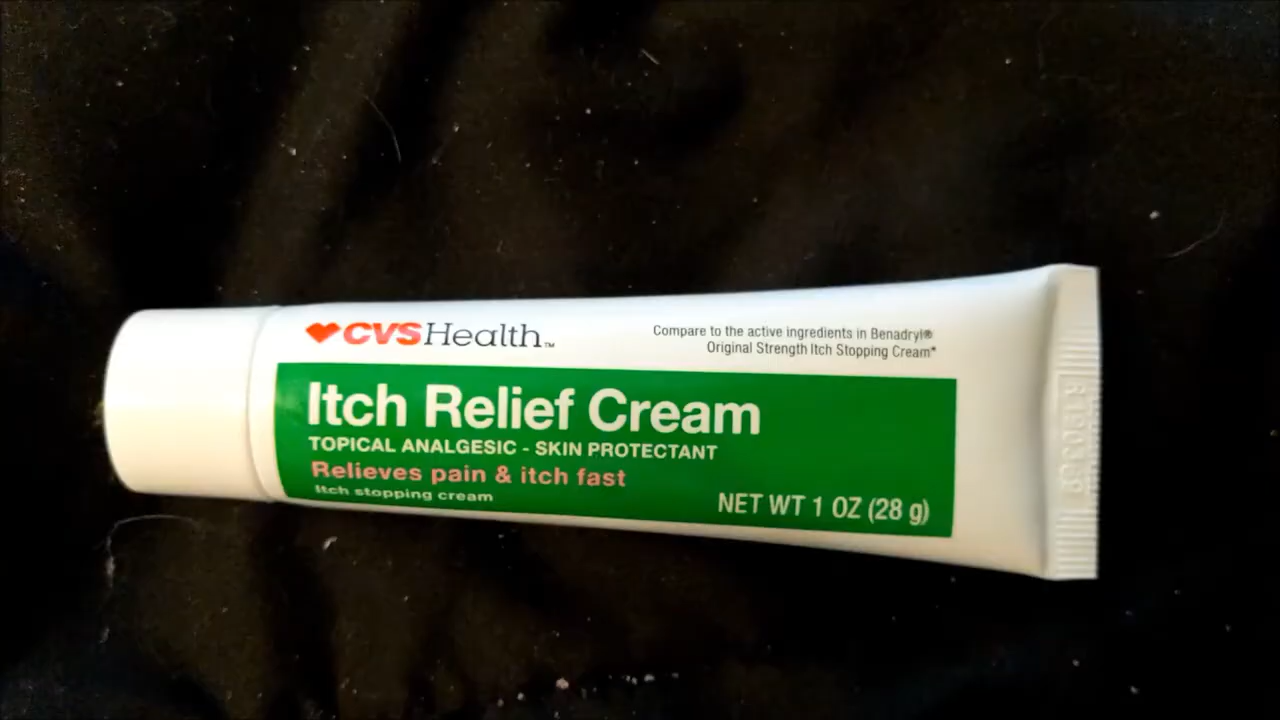 CVSHealth™
Compare to the active ingredients in Benadryl®
Original Strength Itch Stopping Cream*
Itch Relief Cream
TOPICAL ANALGESIC - SKIN PROTECTANT
Relieves pain & itch fast
Itch stopping cream
NET WT 1 OZ (28 g)